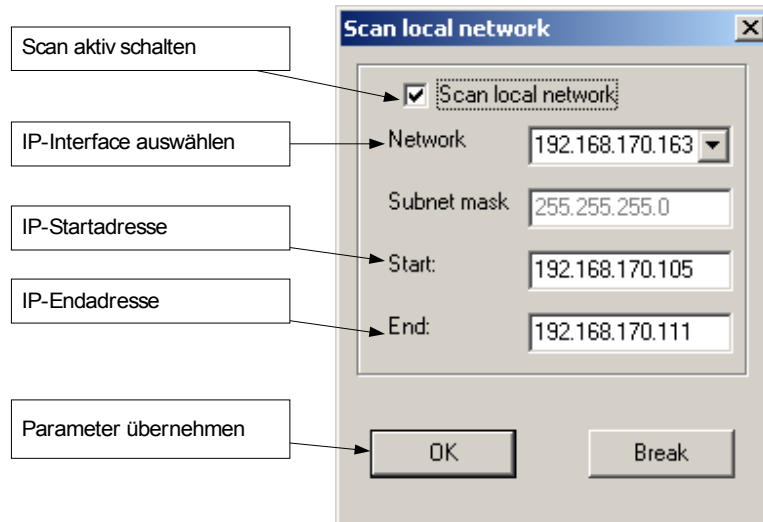 Scan local network
Scan aktiv schalten
Scan local network
IP-Interface auswählen
Network
192.168.170.163
Subnet mask
255.255.255.0
IP-Startadresse
Start:
192.168.170.105
IP-Endadresse
End:
192.168.170.111
Parameter übernehmen
OK
Break